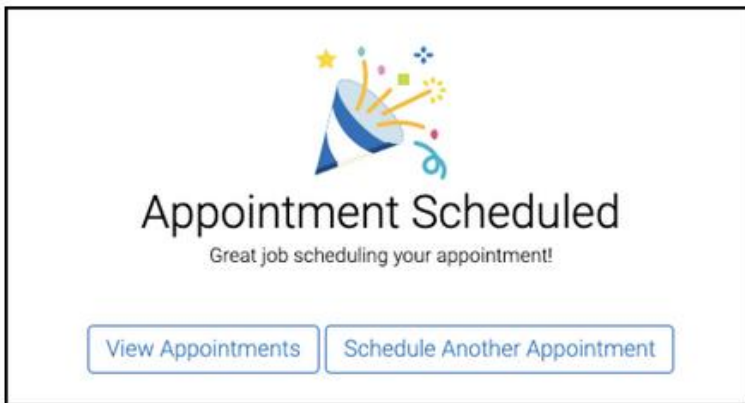 Appointment Scheduled
Great job scheduling your appointment!
View Appointments
Schedule Another Appointment